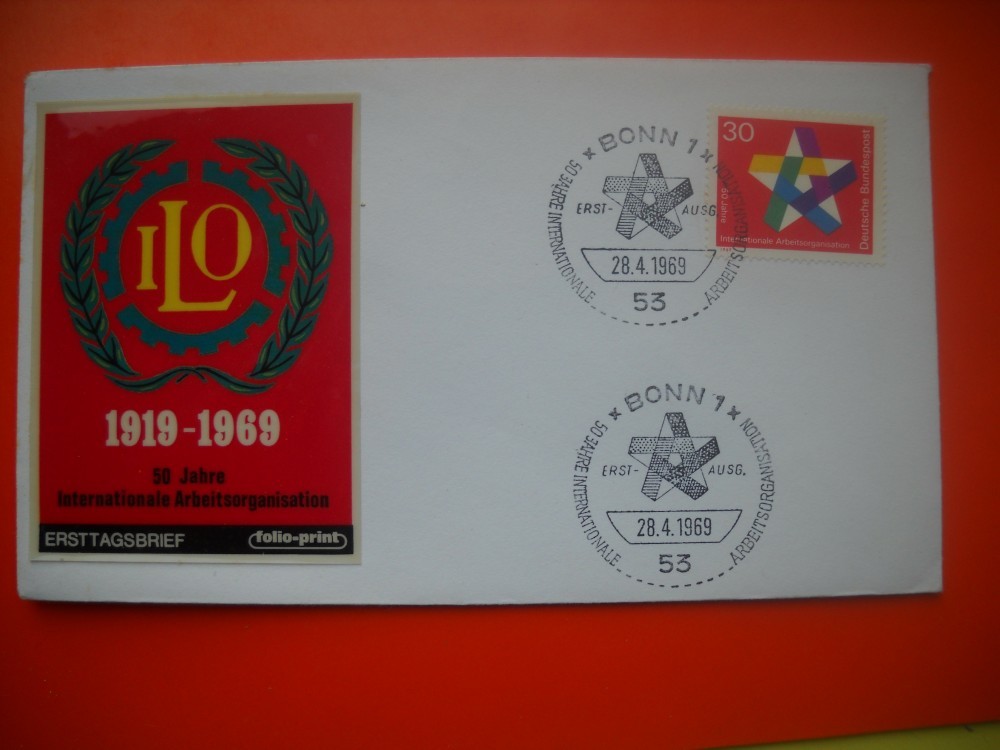 ILO
1919-1969
50 Jahre
Internationale Arbeitsorganisation
ERSTTAGSBRIEF
folio-print
BONN 1
50 JAHRE INTERNATIONALE ARBEITSORGANISATION
ERST- AUSG.
28.4.1969
53
30
50 Jahre
Internationale Arbeitsorganisation
Deutsche Bundespost
BONN 1
50 JAHRE INTERNATIONALE ARBEITSORGANISATION
ERST- AUSG.
28.4.1969
53